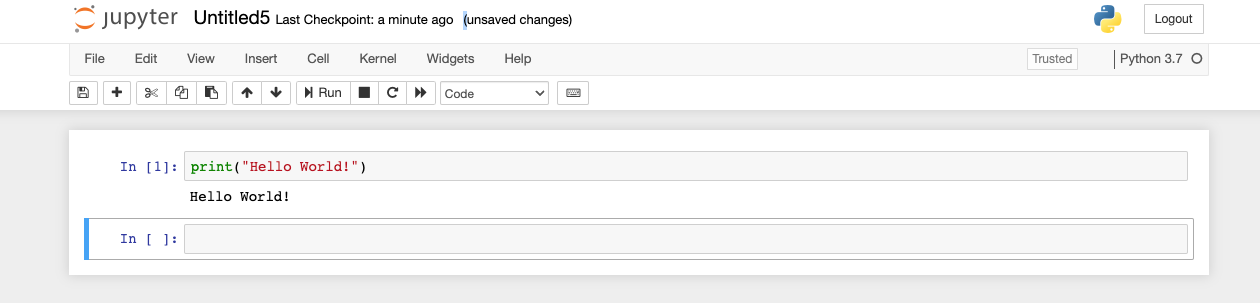 jupyter Untitled5 Last Checkpoint: a minute ago (unsaved changes) Logout
File Edit View Insert Cell Kernel Widgets Help Trusted Python 3.7
Run Code
In [1]: print("Hello World!")
Hello World!
In [ ]: